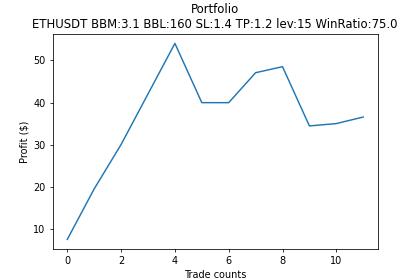 Portfolio
ETHUSDT BBM:3.1 BBL:160 SL:1.4 TP:1.2 lev:15 WinRatio:75.0
50
40
30
20
10
Profit ($)
0
2
4
6
8
10
Trade counts